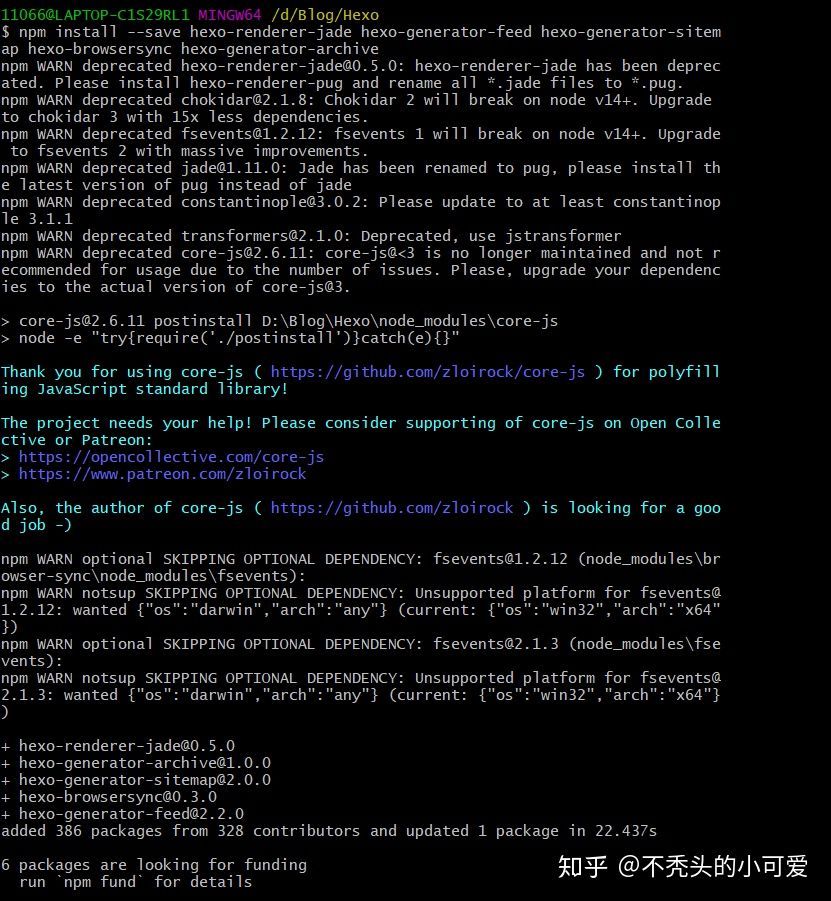 11066@LAPTOP-C1S29RL1 MINGW64 /d/Blog/Hexo
$ npm install --save hexo-renderer-jade hexo-generator-feed hexo-generator-sitem
ap hexo-browsersync hexo-generator-archive
npm WARN deprecated hexo-renderer-jade@0.5.0: hexo-renderer-jade has been deprec
ated. Please install hexo-renderer-pug and rename all *.jade files to *.pug.
npm WARN deprecated chokidar@2.1.8: Chokidar 2 will break on node v14+. Upgrade
to chokidar 3 with 15x less dependencies.
npm WARN deprecated fsevents@1.2.12: fsevents 1 will break on node v14+. Upgrade
 to fsevents 2 with massive improvements.
npm WARN deprecated jade@1.11.0: Jade has been renamed to pug, please install th
e latest version of pug instead of jade
npm WARN deprecated constantinople@3.0.2: Please update to at least constantinop
le 3.1.1
npm WARN deprecated transformers@2.1.0: Deprecated, use jstransformer
npm WARN deprecated core-js@2.6.11: core-js@<3 is no longer maintained and not r
ecommended for usage due to the number of issues. Please, upgrade your dependenc
ies to the actual version of core-js@3.

> core-js@2.6.11 postinstall D:\Blog\Hexo\node_modules\core-js
> node -e "try{require('./postinstall')}catch(e){}"

Thank you for using core-js ( https://github.com/zloirock/core-js ) for polyfill
ing JavaScript standard library!

The project needs your help! Please consider supporting of core-js on Open Colle
ctive or Patreon:
> https://opencollective.com/core-js
> https://www.patreon.com/zloirock

Also, the author of core-js ( https://github.com/zloirock ) is looking for a goo
d job -)

npm WARN optional SKIPPING OPTIONAL DEPENDENCY: fsevents@1.2.12 (node_modules\br
owser-sync\node_modules\fsevents):
npm WARN notsup SKIPPING OPTIONAL DEPENDENCY: Unsupported platform for fsevents@
1.2.12: wanted {"os":"darwin","arch":"any"} (current: {"os":"win32","arch":"x64"
})
npm WARN optional SKIPPING OPTIONAL DEPENDENCY: fsevents@2.1.3 (node_modules\fse
vents):
npm WARN notsup SKIPPING OPTIONAL DEPENDENCY: Unsupported platform for fsevents@
2.1.3: wanted {"os":"darwin","arch":"any"} (current: {"os":"win32","arch":"x64"}
)

+ hexo-renderer-jade@0.5.0
+ hexo-generator-archive@1.0.0
+ hexo-generator-sitemap@2.0.0
+ hexo-browsersync@0.3.0
+ hexo-generator-feed@2.2.0
added 386 packages from 328 contributors and updated 1 package in 22.437s

6 packages are looking for funding
  run `npm fund` for details
知乎 @不秃头的小可爱